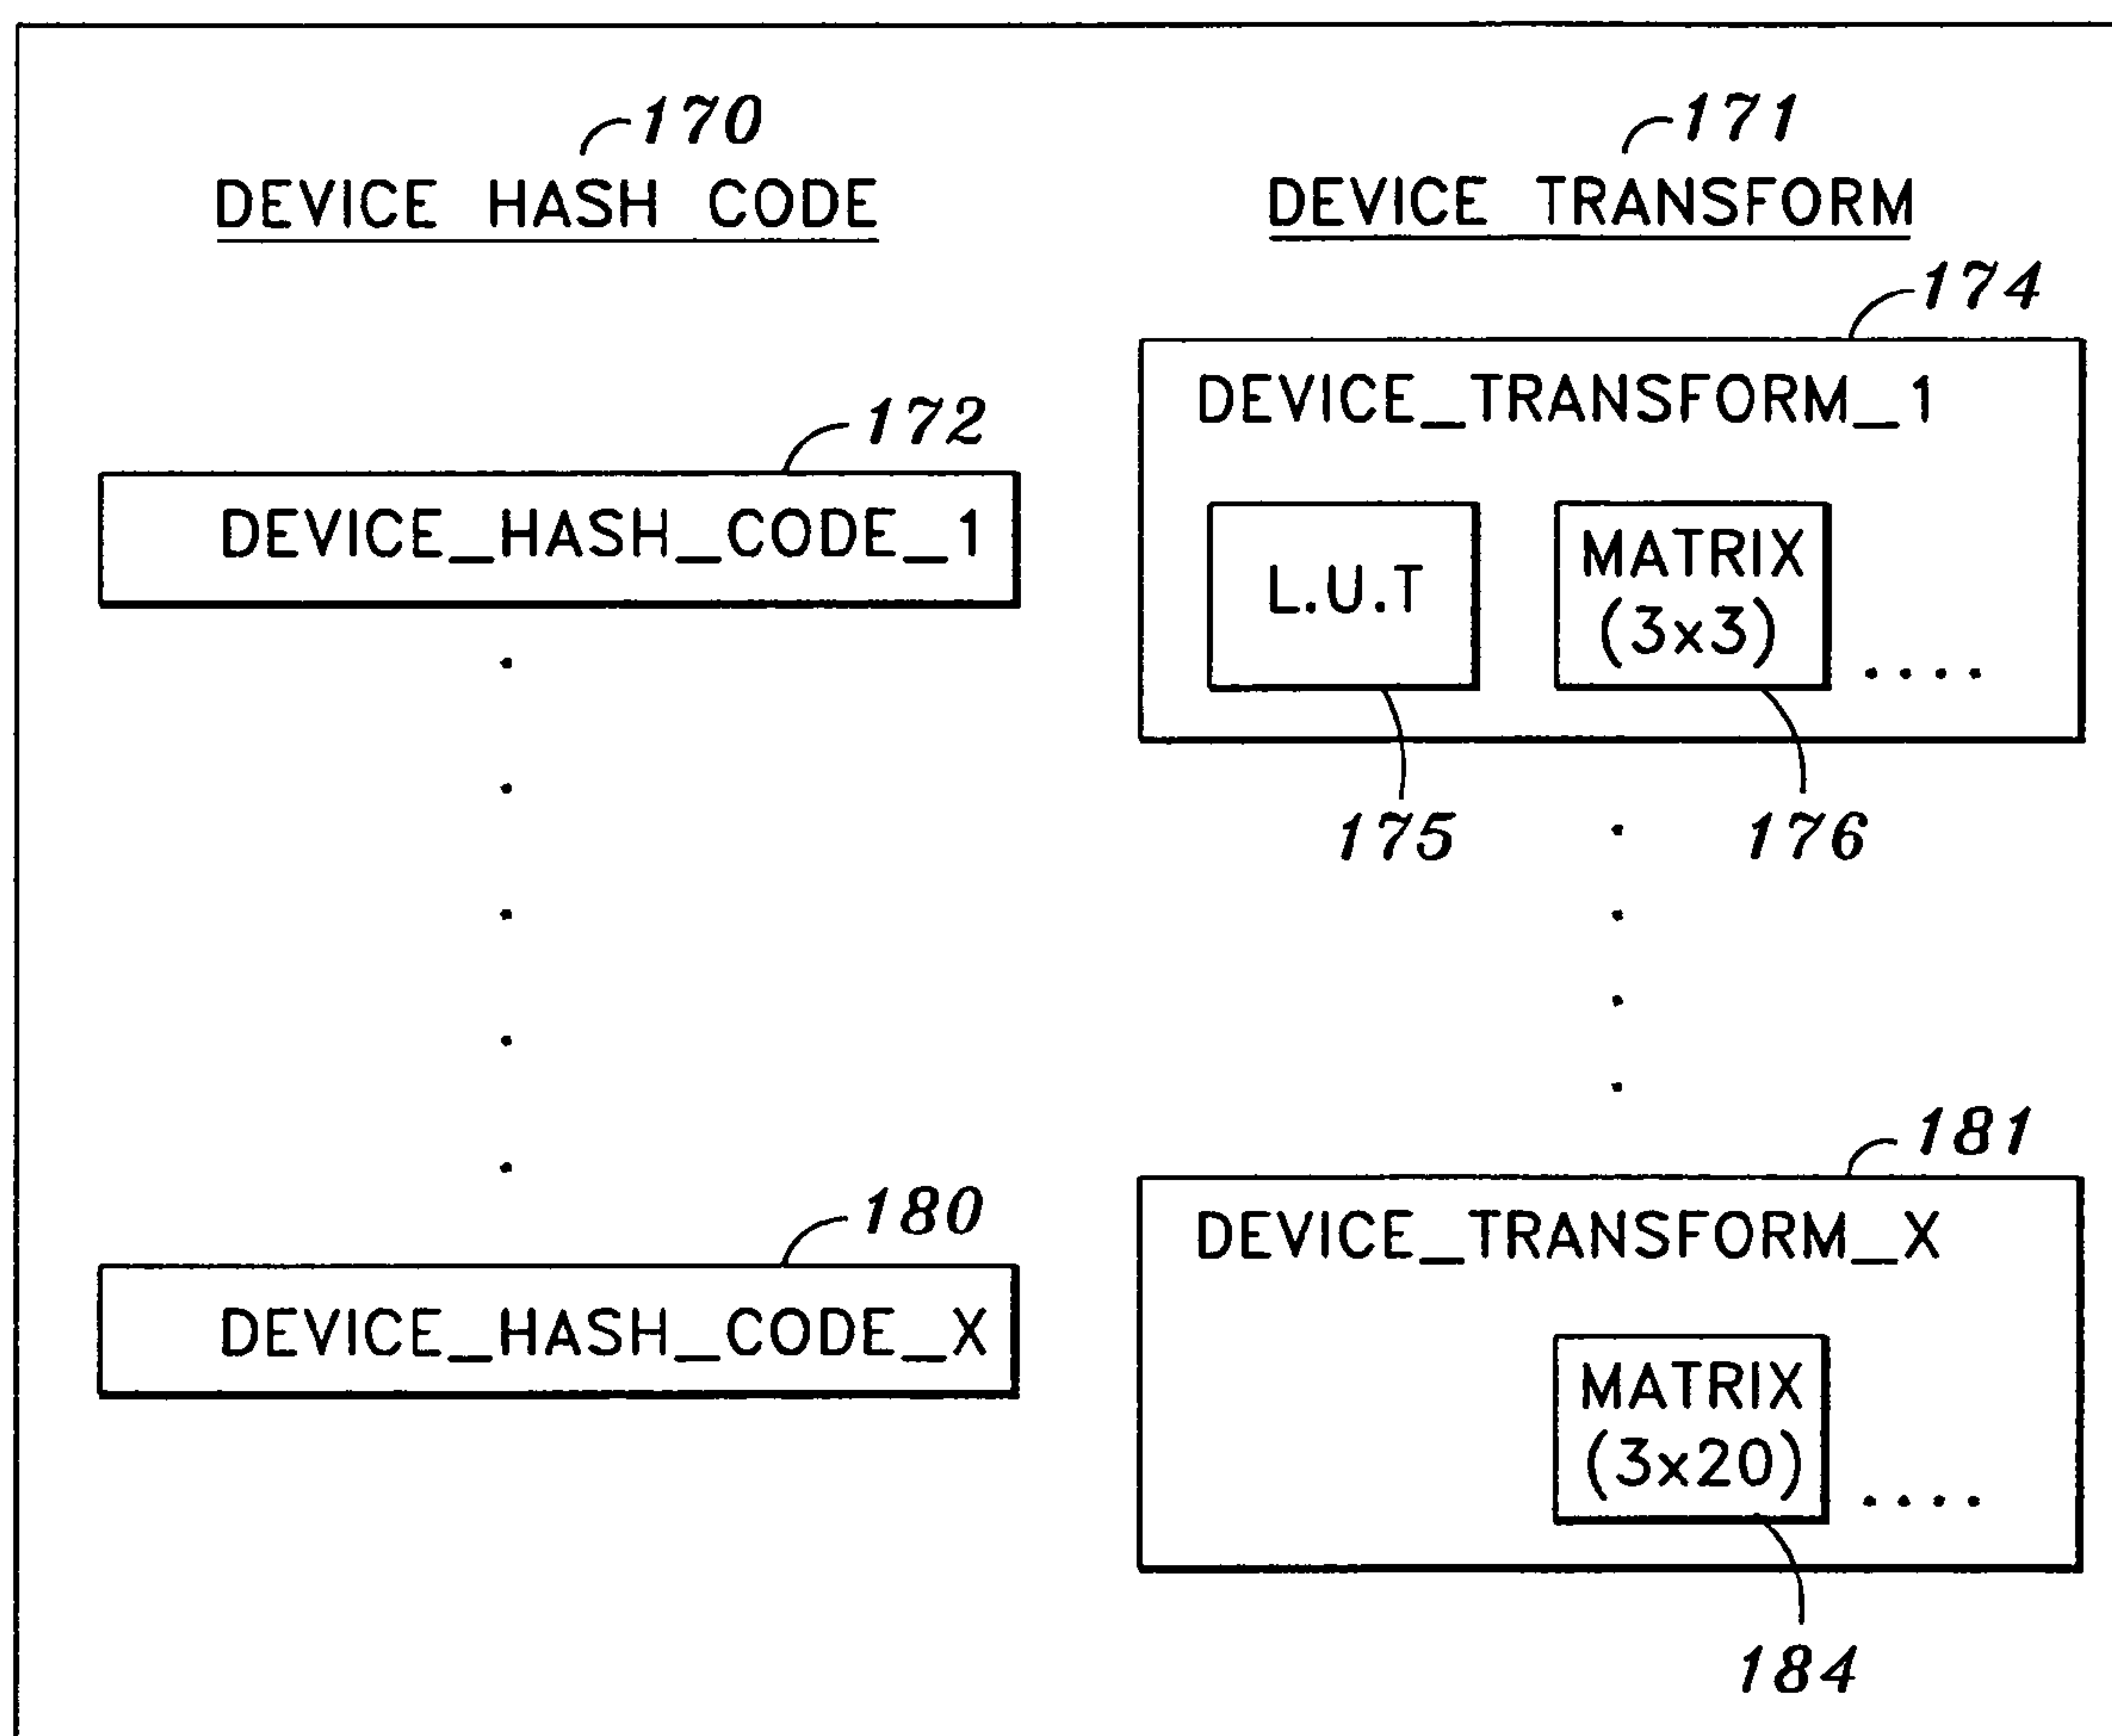 170
DEVICE HASH CODE
171
DEVICE TRANSFORM
172
DEVICE_HASH_CODE_1
174
DEVICE_TRANSFORM_1
L.U.T
MATRIX
(3x3)
....
175
176
180
DEVICE_HASH_CODE_X
181
DEVICE_TRANSFORM_X
MATRIX
(3x20)
....
184